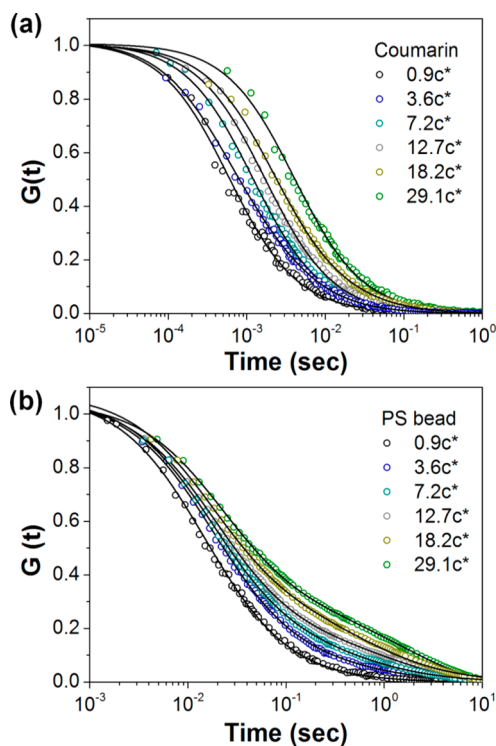 (a)
Coumarin
0.9c*
3.6c*
7.2c*
12.7c*
18.2c*
29.1c*
G(t)
1.0
0.8
0.6
0.4
0.2
0.0
10⁻⁵ 10⁻⁴ 10⁻³ 10⁻² 10⁻¹ 10⁰
Time (sec)
(b)
PS bead
0.9c*
3.6c*
7.2c*
12.7c*
18.2c*
29.1c*
G (t)
1.0
0.8
0.6
0.4
0.2
0.0
10⁻³ 10⁻² 10⁻¹ 10⁰ 10¹
Time (sec)